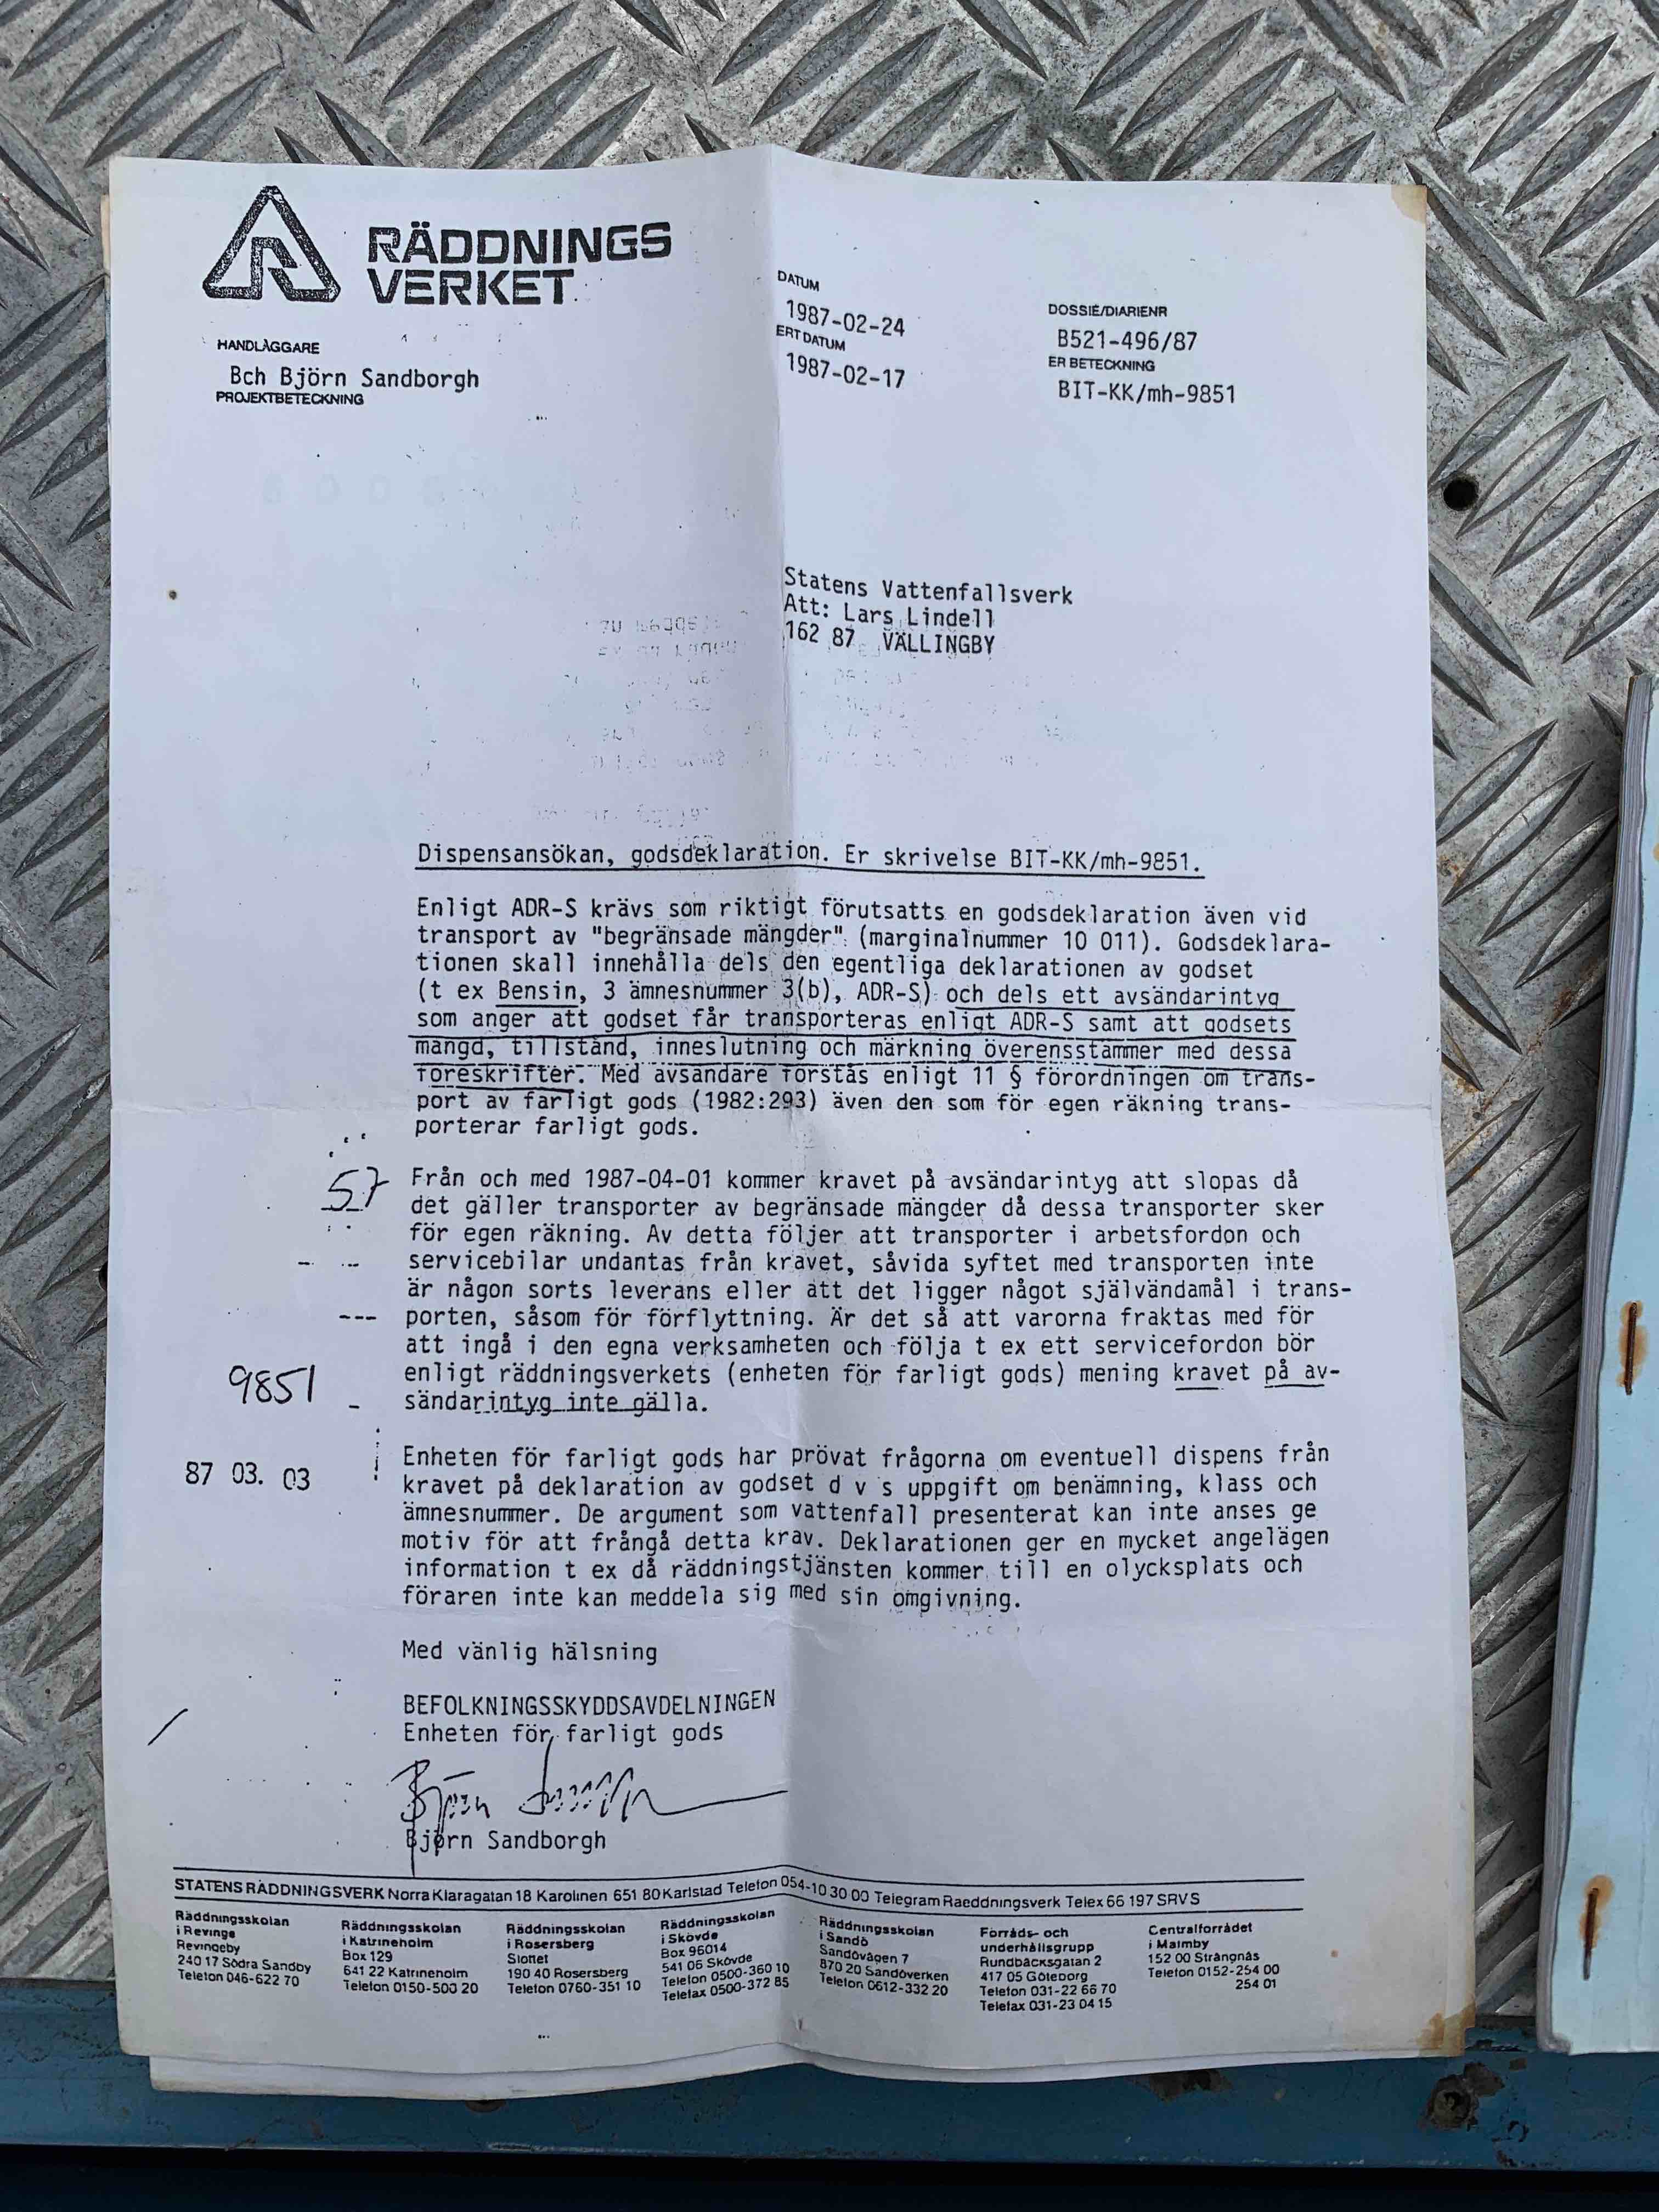 RÄDDNINGS
VERKET
DATUM
1987-02-24
ERT DATUM
1987-02-17
DOSSIE/DIARIENR
B521-496/87
ER BETECKNING
BIT-KK/mh-9851
HANDLÄGGARE
Bch Björn Sandborgh
PROJEKTBETECKNING
Statens Vattenfallsverk
Att: Lars Lindell
162 87 VÄLLINGBY
Dispensansökan, godsdeklaration. Er skrivelse BIT-KK/mh-9851.
Enligt ADR-S krävs som riktigt förutsatts en godsdeklaration även vid
transport av "begränsade mängder" (marginalnummer 10 011). Godsdeklara-
tionen skall innehålla dels den egentliga deklarationen av godset
(t ex Bensin, 3 ämnesnummer 3(b), ADR-S) och dels ett avsändarintyg
som anger att godset får transporteras enligt ADR-S samt att godsets
mängd, tillstånd, inneslutning och märkning överensstämmer med dessa
föreskrifter. Med avsändare förstås enligt 11 § förordningen om trans-
port av farligt gods (1982:293) även den som för egen räkning trans-
porterar farligt gods.
57
Från och med 1987-04-01 kommer kravet på avsändarintyg att slopas då
det gäller transporter av begränsade mängder då dessa transporter sker
för egen räkning. Av detta följer att transporter i arbetsfordon och
servicebilar undantas från kravet, såvida syftet med transporten inte
är någon sorts leverans eller att det ligger något självändamål i trans-
porten, såsom för förflyttning. Är det så att varorna fraktas med för
att ingå i den egna verksamheten och följa t ex ett servicefordon bör
enligt räddningsverkets (enheten för farligt gods) mening kravet på av-
sändarintyg inte gälla.
9851
87 03. 03
Enheten för farligt gods har prövat frågorna om eventuell dispens från
kravet på deklaration av godset d v s uppgift om benämning, klass och
ämnesnummer. De argument som vattenfall presenterat kan inte anses ge
motiv för att frångå detta krav. Deklarationen ger en mycket angelägen
information t ex då räddningstjänsten kommer till en olycksplats och
föraren inte kan meddela sig med sin omgivning.
Med vänlig hälsning
BEFOLKNINGSSKYDDSAVDELNINGEN
Enheten för farligt gods
Björn
Björn Sandborgh
STATENS RÄDDNINGSVERK Norra Klaragatan 18 Karolinen 651 80 Karlstad Telefon 054-10 30 00 Telegram Raeddningsverk Telex 66 197 SRVS
Räddningsskolan
i Revinge
Revingeby
240 17 Södra Sandby
Telefon 046-622 70
Räddningsskolan
i Katrineholm
Box 129
641 22 Katrineholm
Telefon 0150-500 20
Räddningsskolan
i Rosersberg
Slottet
190 40 Rosersberg
Telefon 0760-351 10
Räddningsskolan
i Skövde
Box 96014
541 06 Skövde
Telefon 0500-360 10
Telefax 0500-372 85
Räddningsskolan
i Sandö
Sandövägen 7
870 20 Sandöverken
Telefon 0612-332 20
Förråds- och
underhållsgrupp
Rundbäcksgatan 2
417 05 Göteborg
Telefon 031-22 66 70
Telefax 031-23 04 15
Centralförrådet
i Malmby
152 00 Strängnäs
Telefon 0152-254 00
254 01